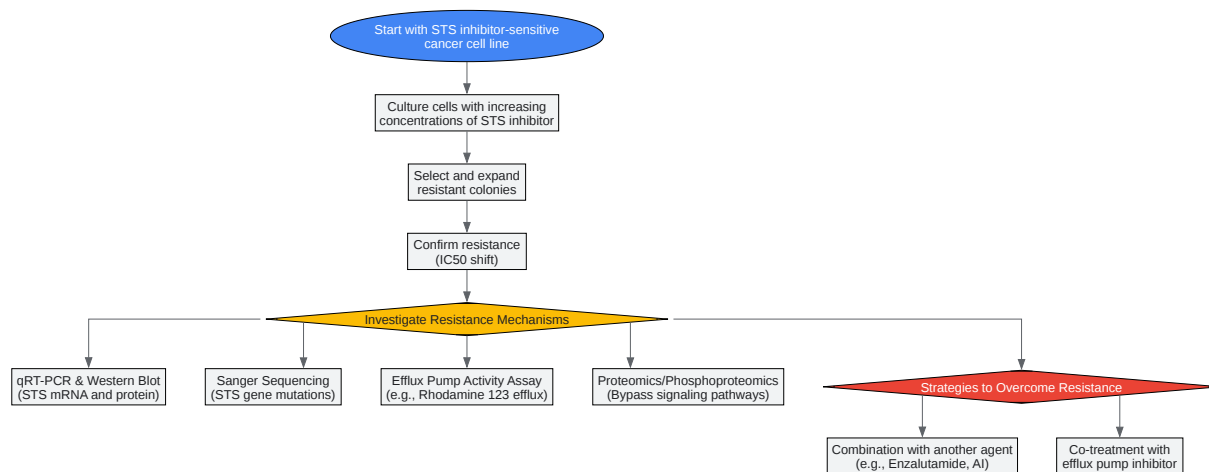 Start with STS inhibitor-sensitive
cancer cell line
Culture cells with increasing
concentrations of STS inhibitor
Select and expand
resistant colonies
Confirm resistance
(IC50 shift)
Investigate Resistance Mechanisms
qRT-PCR & Western Blot
(STS mRNA and protein)
Sanger Sequencing
(STS gene mutations)
Efflux Pump Activity Assay
(e.g., Rhodamine 123 efflux)
Proteomics/Phosphoproteomics
(Bypass signaling pathways)
Strategies to Overcome Resistance
Combination with another agent
(e.g., Enzalutamide, AI)
Co-treatment with
efflux pump inhibitor